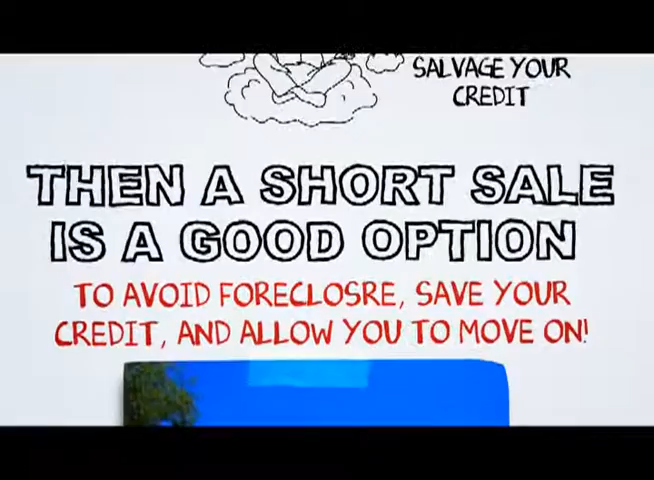 SALVAGE YOUR
CREDIT
THEN A SHORT SALE
IS A GOOD OPTION
TO AVOID FORECLOSRE, SAVE YOUR
CREDIT, AND ALLOW YOU TO MOVE ON!